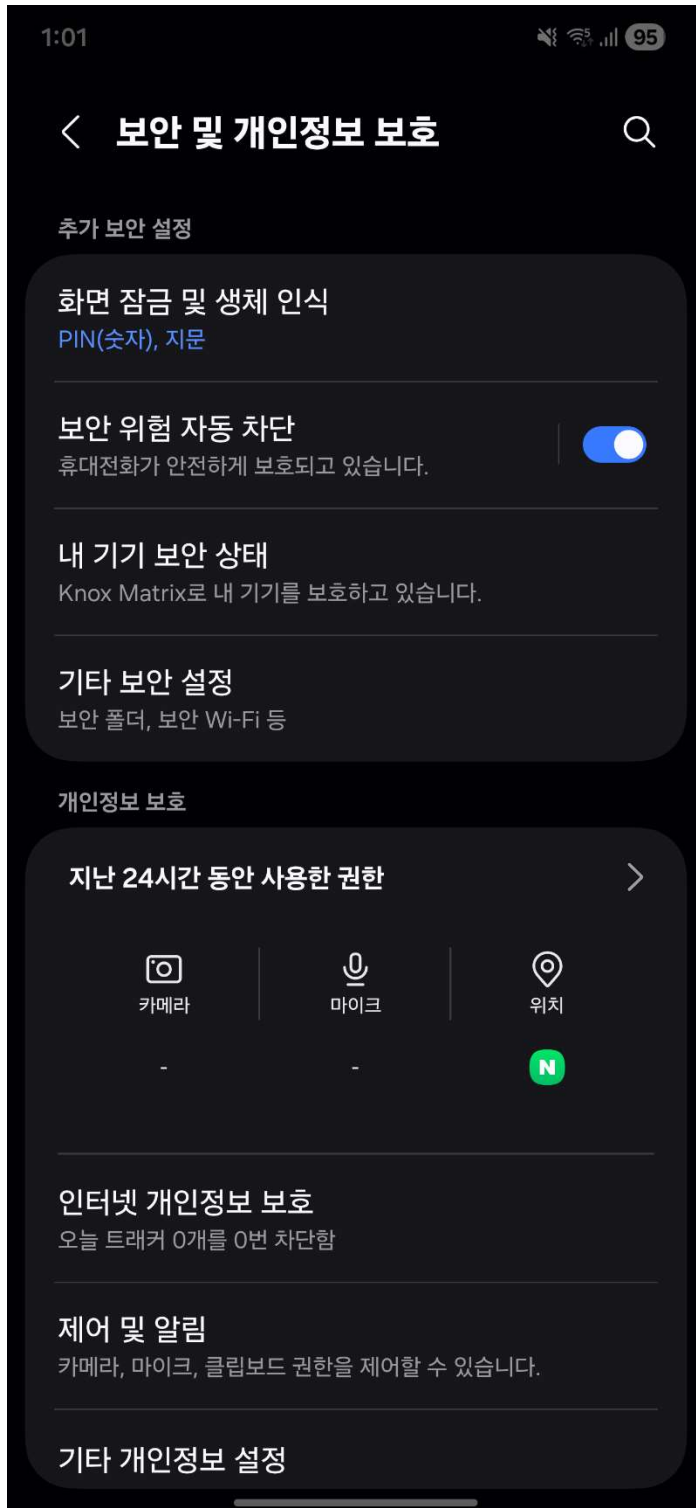 1:01
95
보안 및 개인정보 보호
추가 보안 설정
화면 잠금 및 생체 인식
PIN(숫자), 지문
보안 위험 자동 차단
휴대전화가 안전하게 보호되고 있습니다.
내 기기 보안 상태
Knox Matrix로 내 기기를 보호하고 있습니다.
기타 보안 설정
보안 폴더, 보안 Wi-Fi 등
개인정보 보호
지난 24시간 동안 사용한 권한
카메라 마이크 위치
- - N
인터넷 개인정보 보호
오늘 트래커 0개를 0번 차단함
제어 및 알림
카메라, 마이크, 클립보드 권한을 제어할 수 있습니다.
기타 개인정보 설정